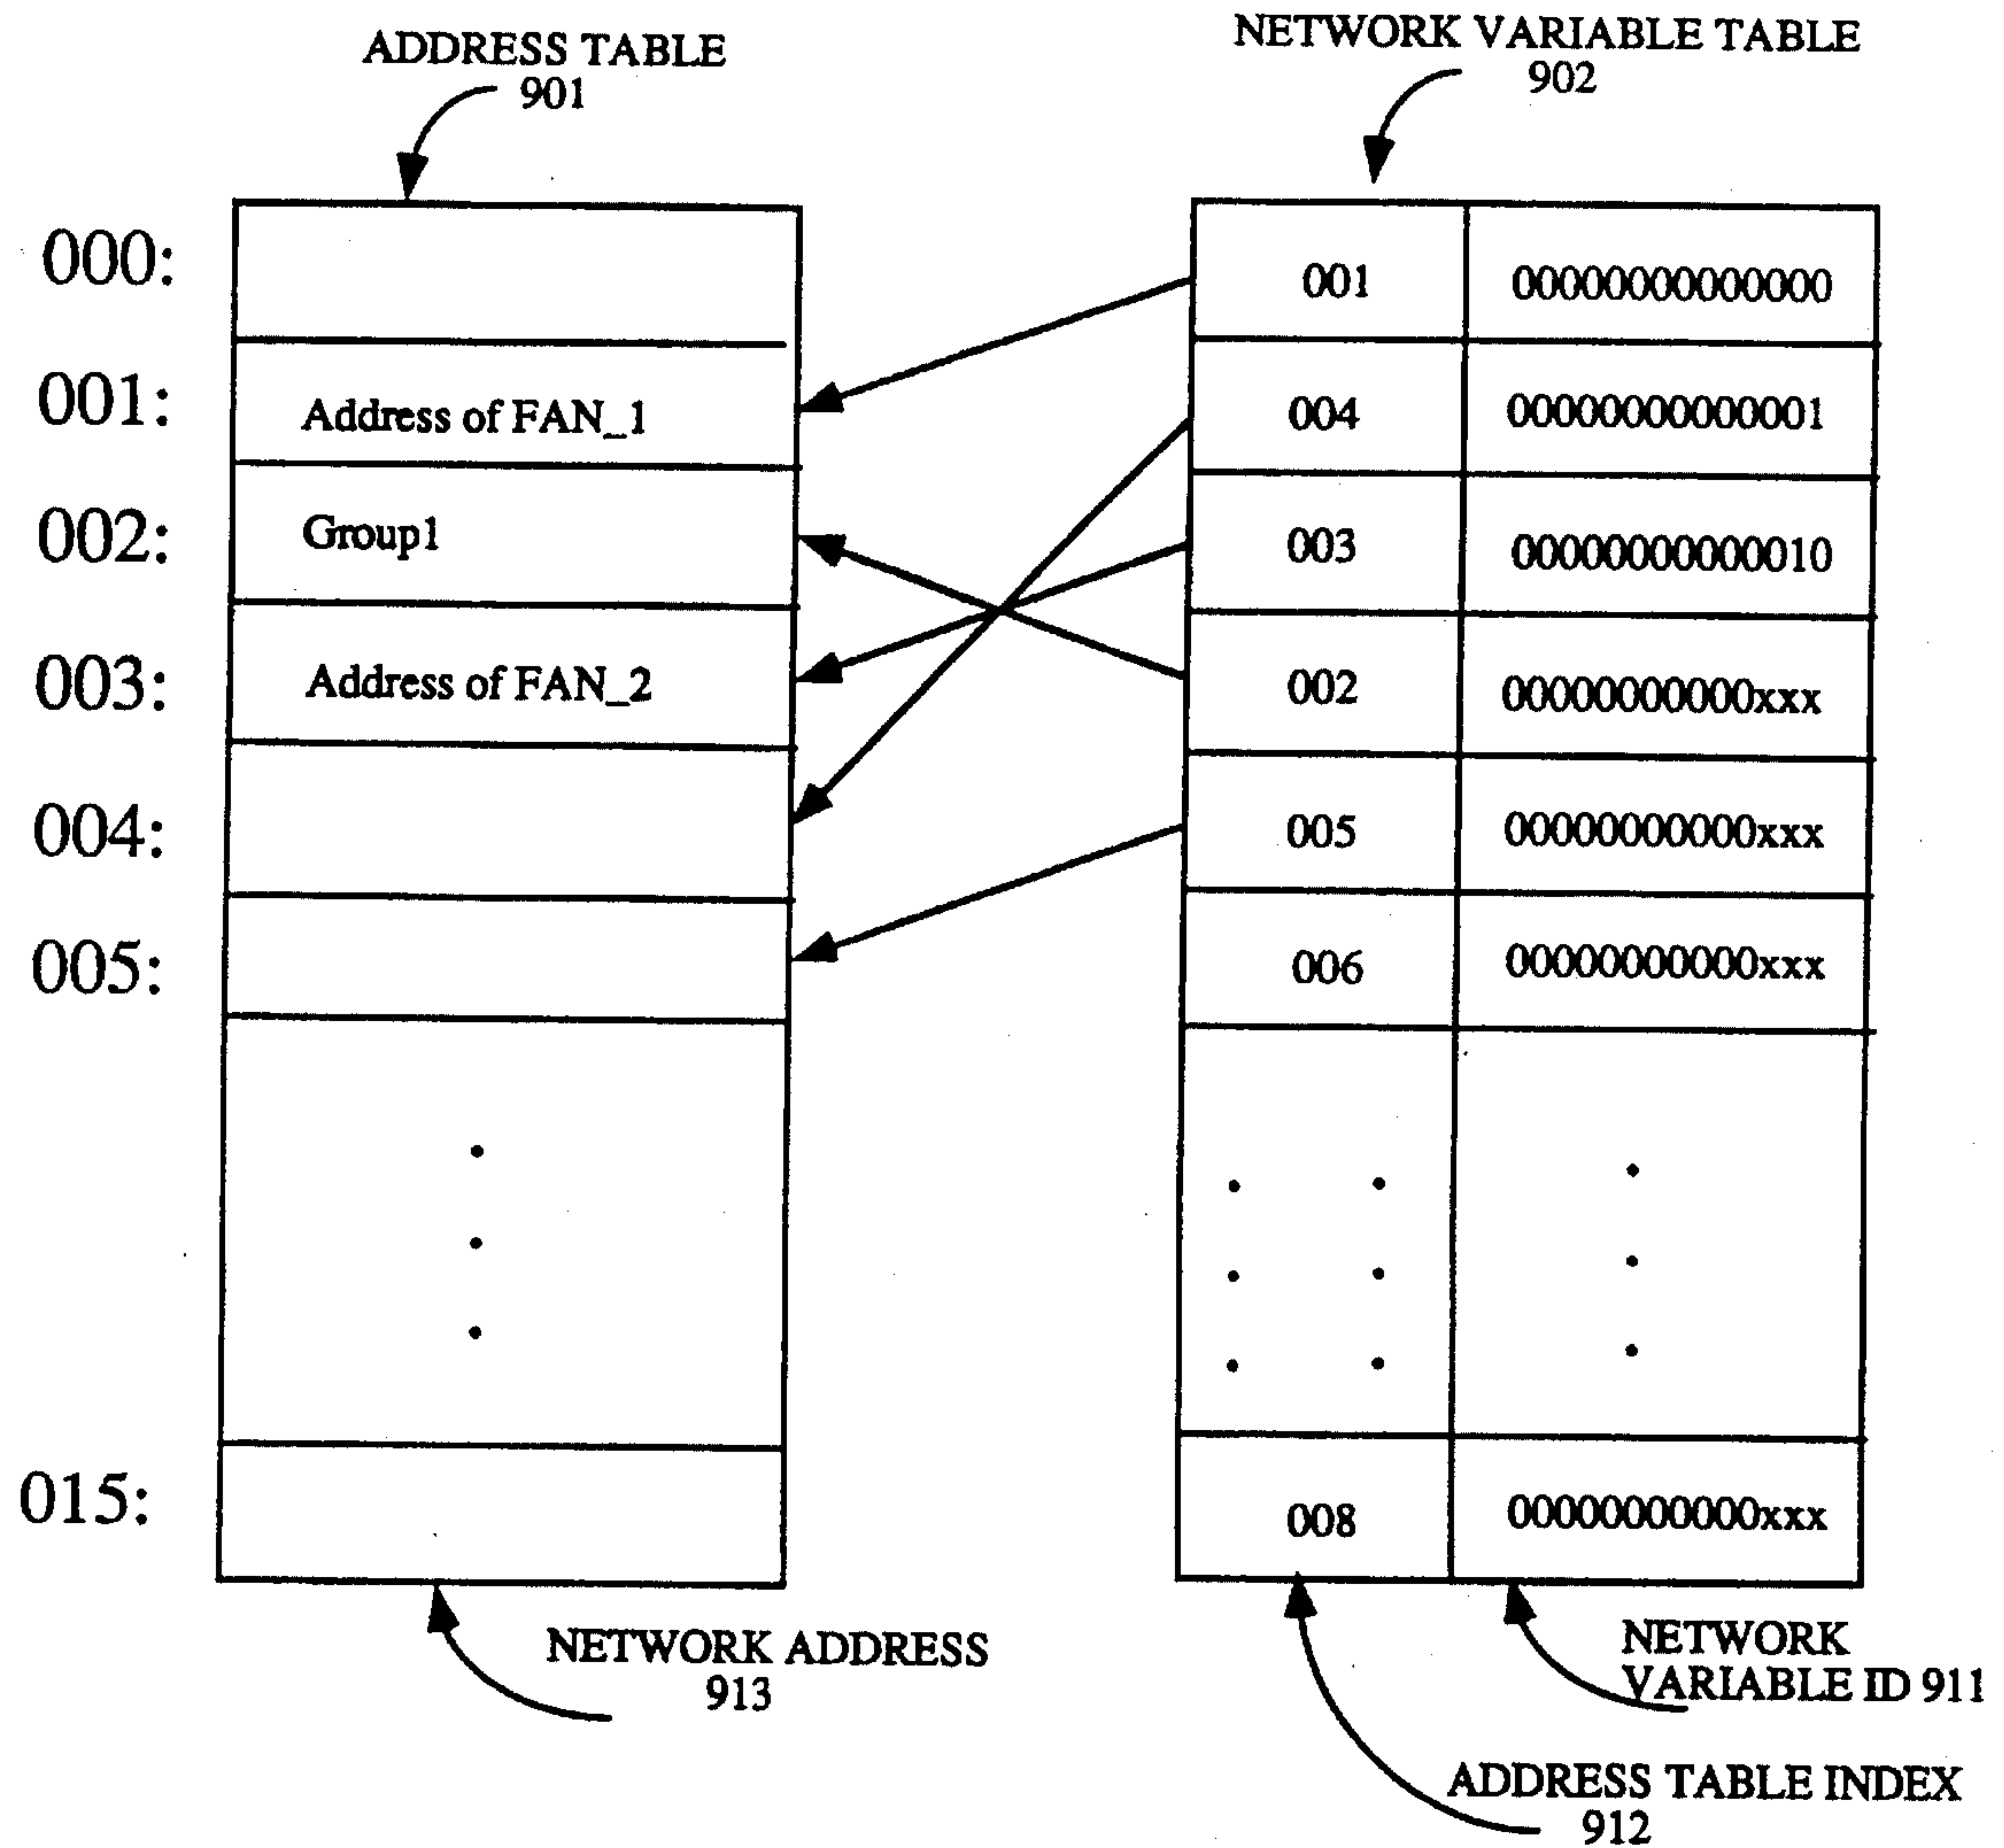 ADDRESS TABLE
901
NETWORK VARIABLE TABLE
902
000:
001:
Address of FAN_1
002:
Group1
003:
Address of FAN_2
004:
005:
015:
001 00000000000000
004 00000000000001
003 00000000000010
002 00000000000xxx
005 00000000000xxx
006 00000000000xxx
008 00000000000xxx
NETWORK ADDRESS
913
NETWORK
VARIABLE ID 911
ADDRESS TABLE INDEX
912